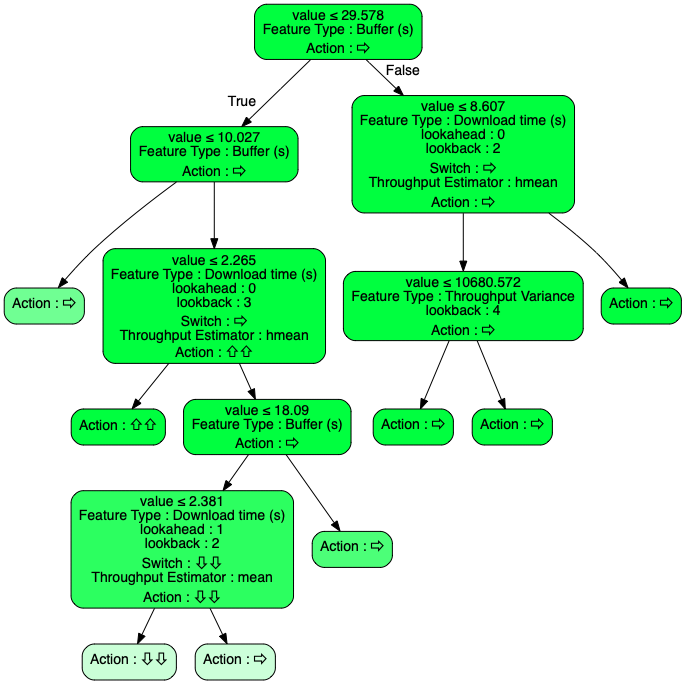 value ≤ 29.578
Feature Type : Buffer (s)
Action : ⇨
True
False
value ≤ 10.027
Feature Type : Buffer (s)
Action : ⇨
value ≤ 8.607
Feature Type : Download time (s)
lookahead : 0
lookback : 2
Switch : ⇨
Throughput Estimator : hmean
Action : ⇨
Action : ⇨
value ≤ 2.265
Feature Type : Download time (s)
lookahead : 0
lookback : 3
Switch : ⇨
Throughput Estimator : hmean
Action : ⇧⇧
value ≤ 10680.572
Feature Type : Throughput Variance
lookback : 4
Action : ⇨
Action : ⇨
Action : ⇧⇧
value ≤ 18.09
Feature Type : Buffer (s)
Action : ⇨
Action : ⇨
Action : ⇨
value ≤ 2.381
Feature Type : Download time (s)
lookahead : 1
lookback : 2
Switch : ⇩⇩
Throughput Estimator : mean
Action : ⇩⇩
Action : ⇨
Action : ⇩⇩
Action : ⇨